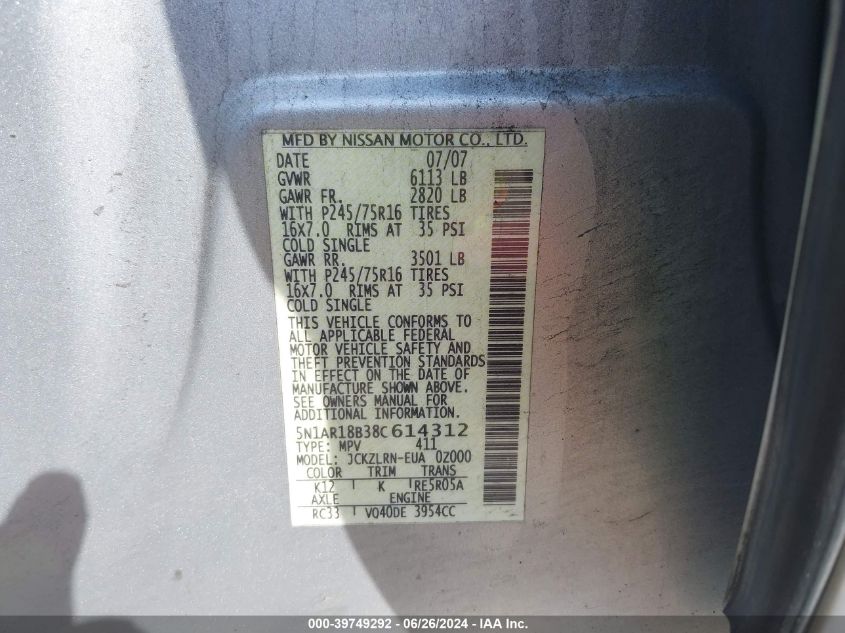 MFD BY NISSAN MOTOR CO., LTD.
DATE 07/07
GVWR 6113 LB
GAWR FR. 2820 LB
WITH P245/75R16 TIRES
16X7.0 RIMS AT 35 PSI
COLD SINGLE
GAWR RR. 3501 LB
WITH P245/75R16 TIRES
16X7.0 RIMS AT 35 PSI
COLD SINGLE
THIS VEHICLE CONFORMS TO
ALL APPLICABLE FEDERAL
MOTOR VEHICLE SAFETY AND
THEFT PREVENTION STANDARDS
IN EFFECT ON THE DATE OF
MANUFACTURE SHOWN ABOVE.
SEE OWNERS MANUAL FOR
ADDITIONAL INFORMATION.
5N1AR18B38C614312
TYPE: MPV 411
MODEL: JCKZLRN-EUA 0Z000
COLOR TRIM TRANS
K12 K RE5R05A
AXLE ENGINE
RC33 VQ40DE 3954CC
000-39749292 - 06/26/2024 - IAA Inc.